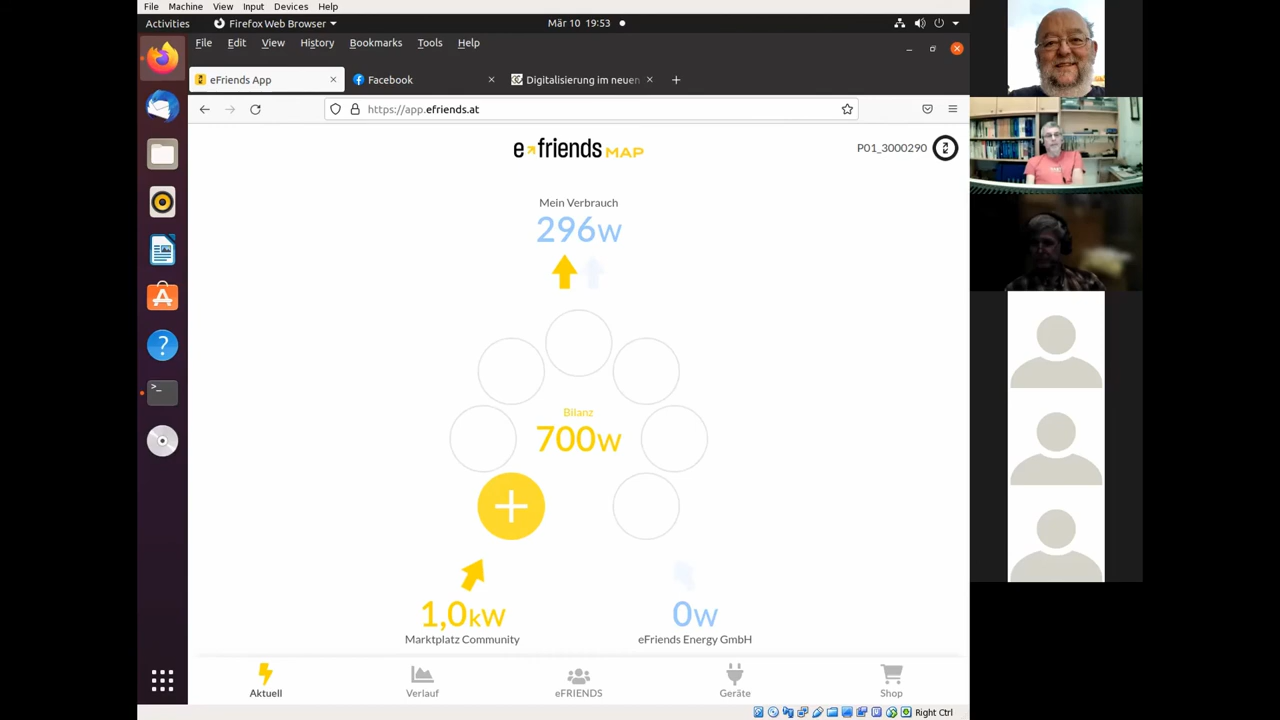 File Machine View Input Devices Help
Activities Firefox Web Browser Mär 10 19:53
File Edit View History Bookmarks Tools Help
eFriends App Facebook Digitalisierung im neuen
https://app.efriends.at
e friends MAP
P01_3000290
Mein Verbrauch
296W
Bilanz
700W
1,0kW 0W
Marktplatz Community eFriends Energy GmbH
Aktuell Verlauf eFRIENDS Geräte Shop
Right Ctrl